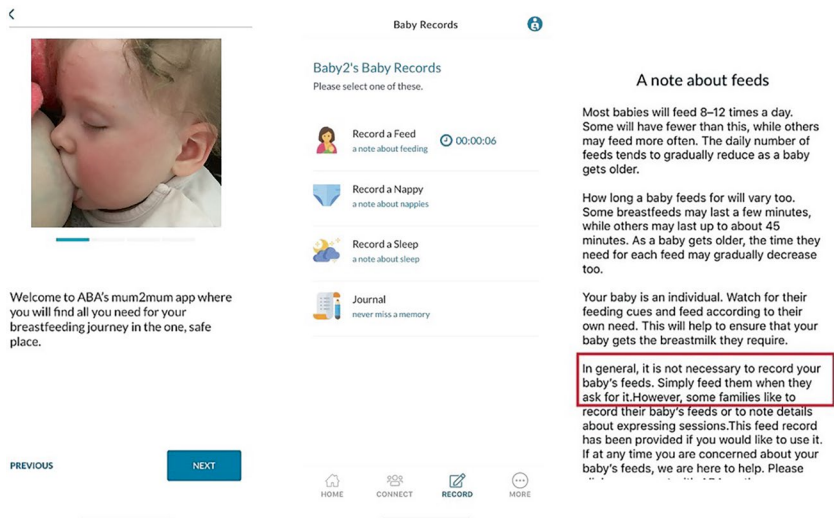 Welcome to ABA's mum2mum app where
you will find all you need for your
breastfeeding journey in the one, safe
place.
PREVIOUS
NEXT
Baby Records
Baby2's Baby Records
Please select one of these.
Record a Feed
a note about feeding
00:00:06
Record a Nappy
a note about nappies
Record a Sleep
a note about sleep
Journal
never miss a memory
HOME
CONNECT
RECORD
MORE
A note about feeds
Most babies will feed 8–12 times a day.
Some will have fewer than this, while others
may feed more often. The daily number of
feeds tends to gradually reduce as a baby
gets older.
How long a baby feeds for will vary too.
Some breastfeeds may last a few minutes,
while others may last up to about 45
minutes. As a baby gets older, the time they
need for each feed may gradually decrease
too.
Your baby is an individual. Watch for their
feeding cues and feed according to their
own need. This will help to ensure that your
baby gets the breastmilk they require.
In general, it is not necessary to record your
baby's feeds. Simply feed them when they
ask for it.However, some families like to
record their baby's feeds or to note details
about expressing sessions.This feed record
has been provided if you would like to use it.
If at any time you are concerned about your
baby's feeds, we are here to help. Please